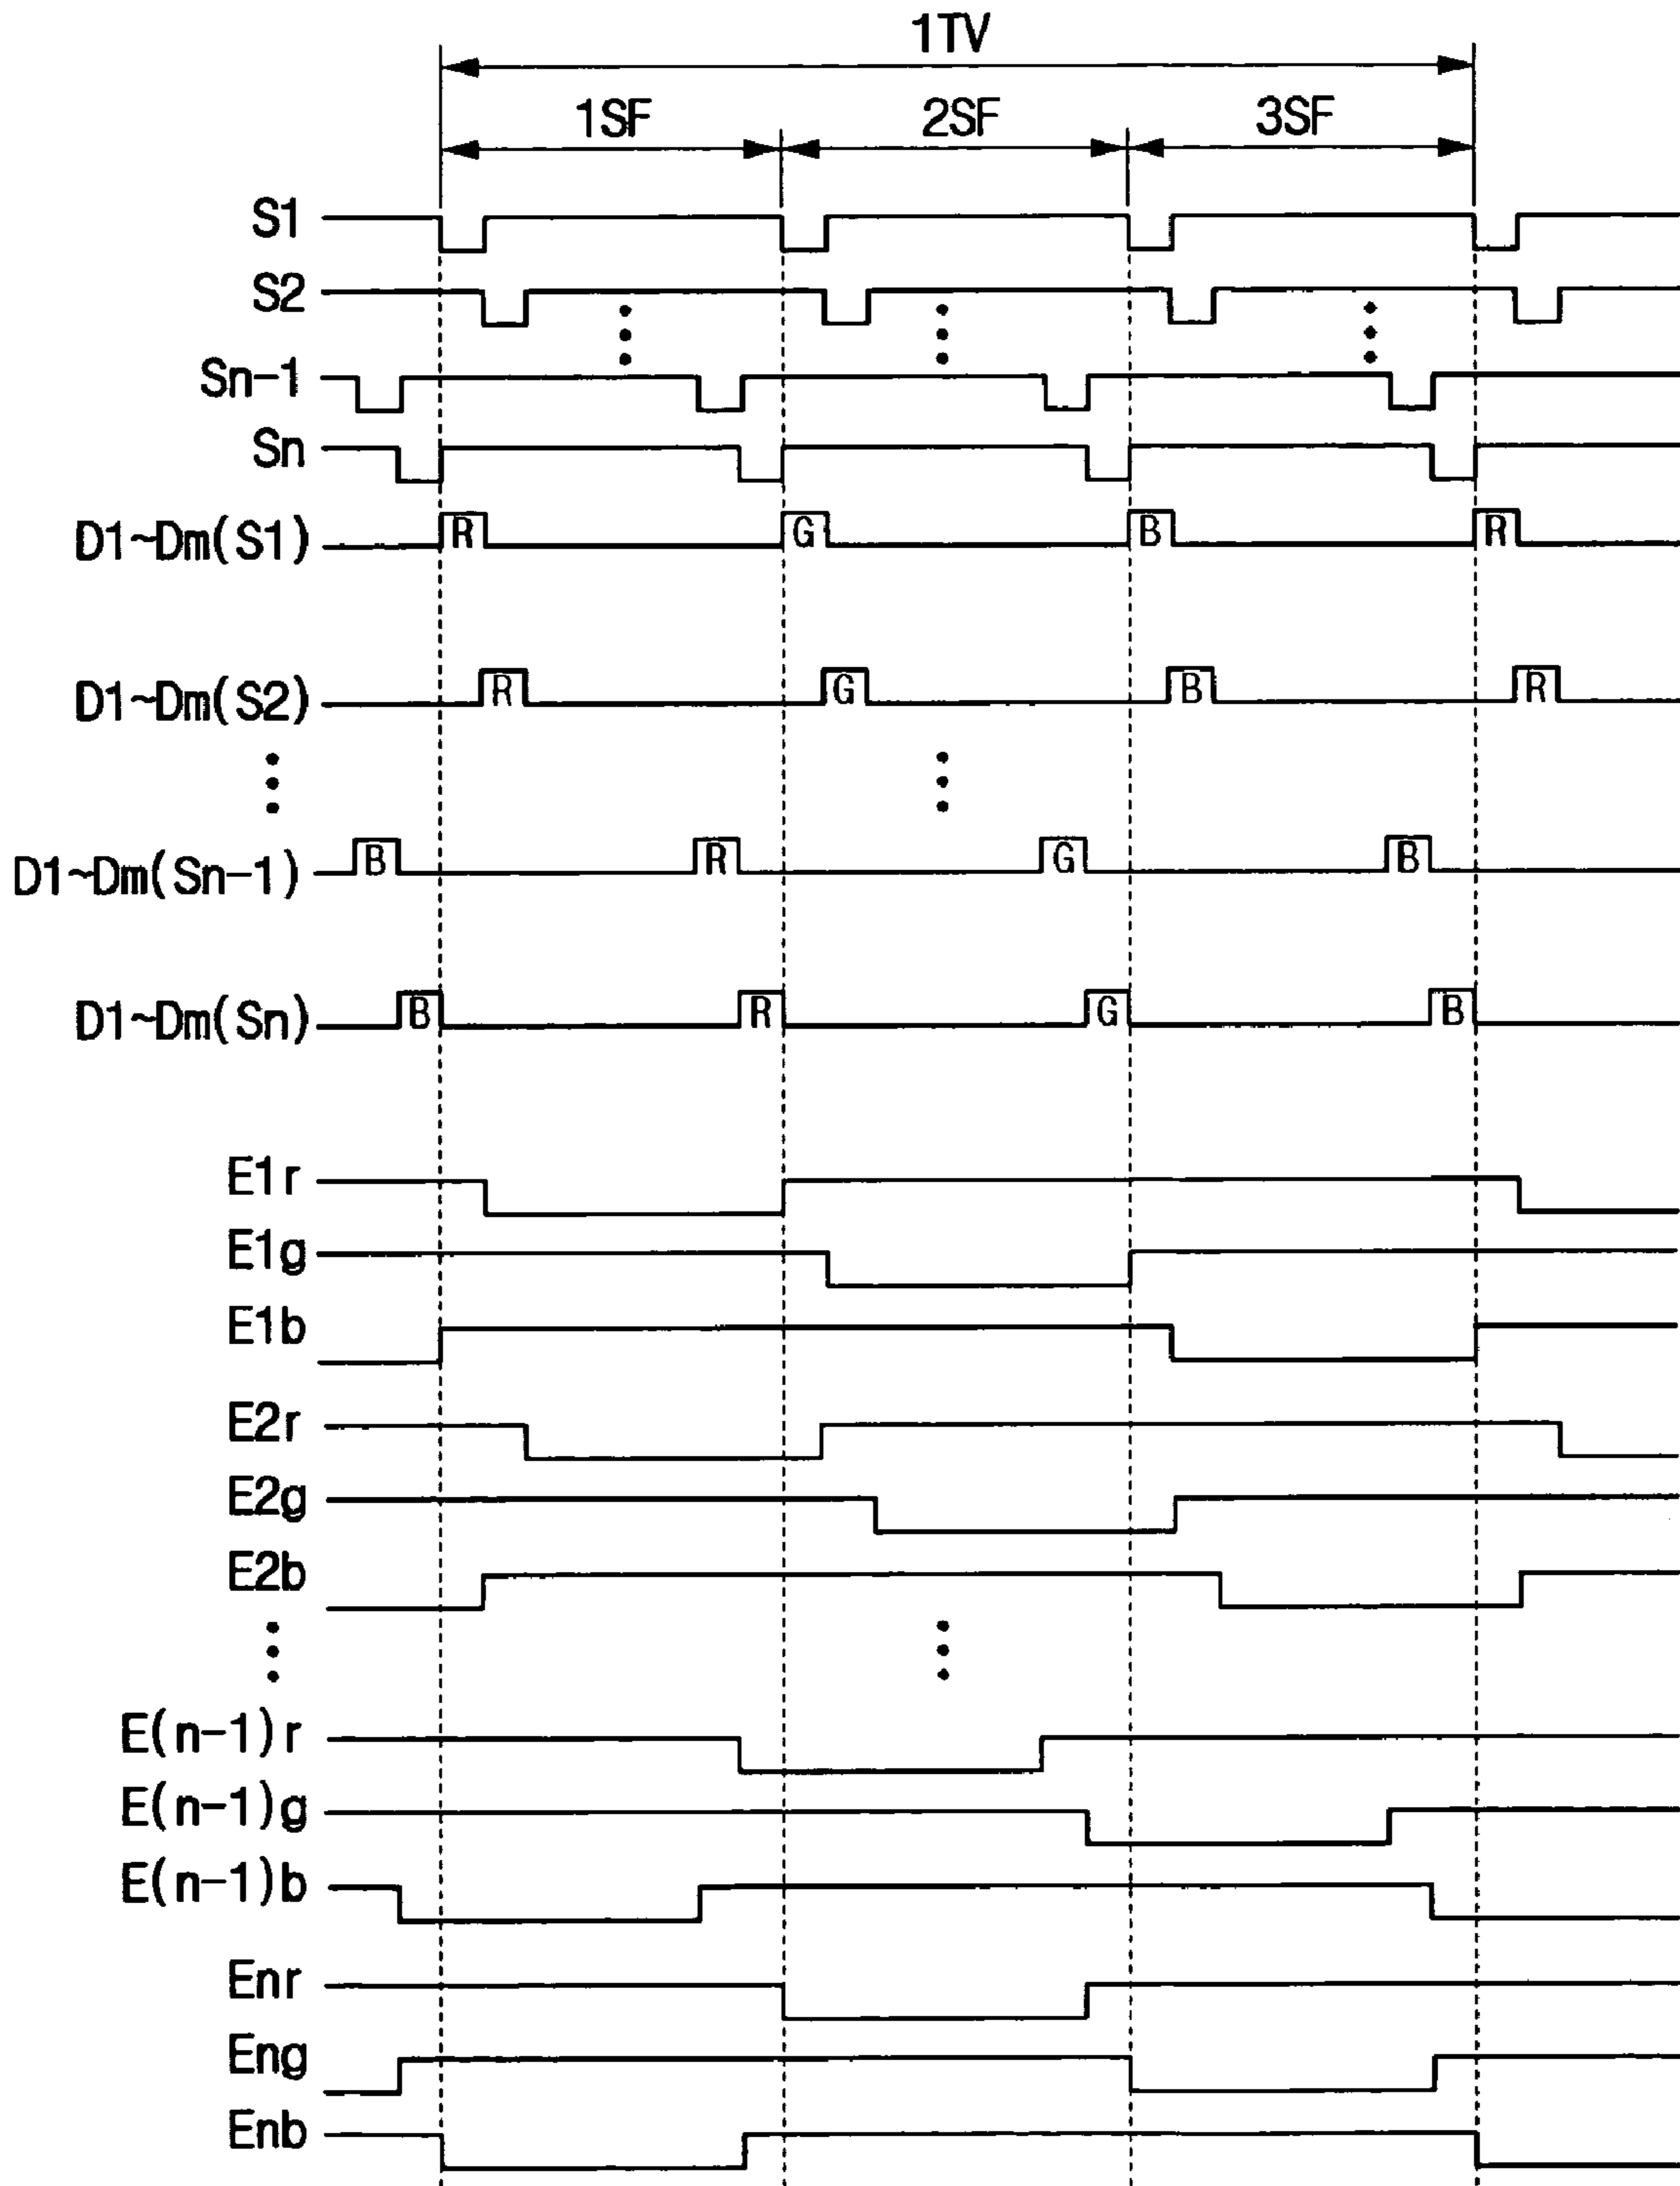 1TV
1SF 2SF 3SF
S1
S2
Sn-1
Sn
D1~Dm(S1) R G B R
D1~Dm(S2) R G B R
D1~Dm(Sn-1) B R G B
D1~Dm(Sn) B R G B
E1r
E1g
E1b
E2r
E2g
E2b
E(n-1)r
E(n-1)g
E(n-1)b
Enr
Eng
Enb